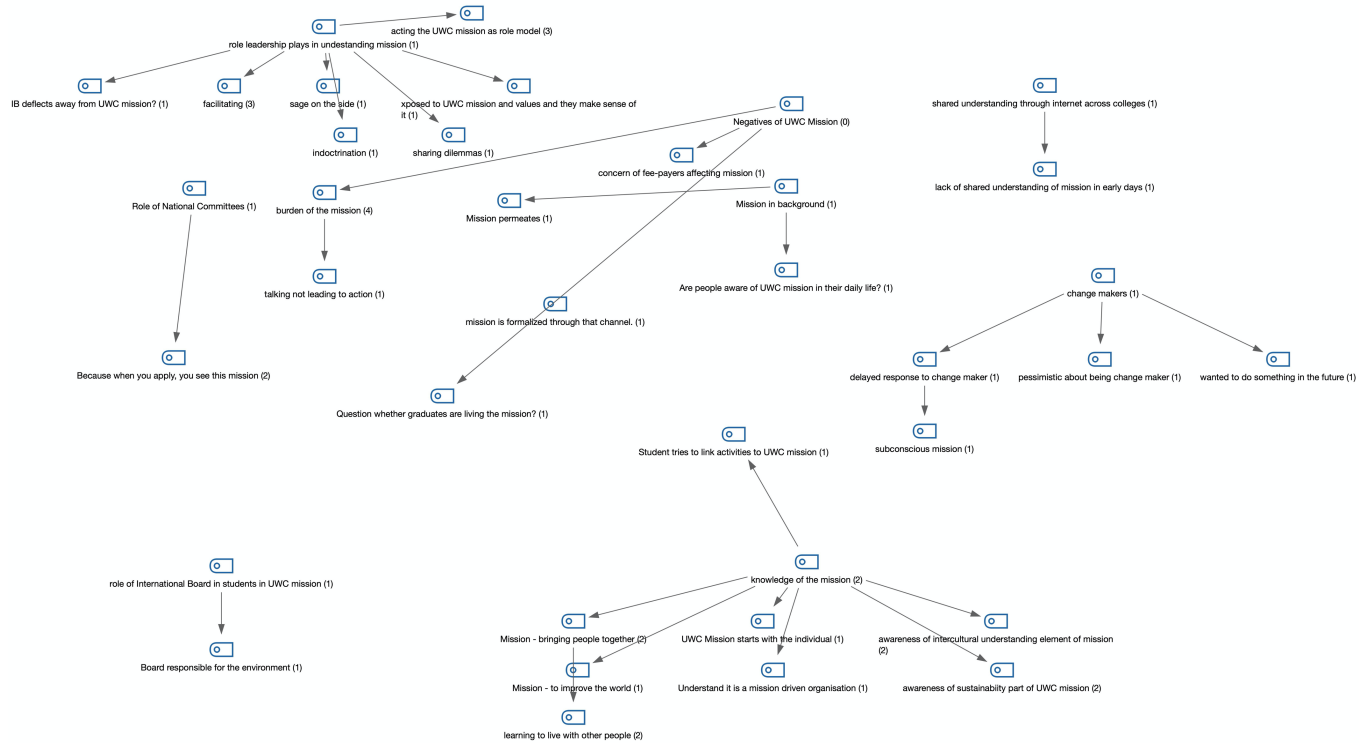 acting the UWC mission as role model (3)
role leadership plays in undestanding mission (1)
IB deflects away from UWC mission? (1)
facilitating (3)
sage on the side (1)
xposed to UWC mission and values and they make sense of
it (1)
indoctrination (1)
sharing dilemmas (1)
Negatives of UWC Mission (0)
shared understanding through internet across colleges (1)
concern of fee-payers affecting mission (1)
lack of shared understanding of mission in early days (1)
Role of National Committees (1)
burden of the mission (4)
Mission permeates (1)
Mission in background (1)
talking not leading to action (1)
Are people aware of UWC mission in their daily life? (1)
change makers (1)
mission is formalized through that channel. (1)
Because when you apply, you see this mission (2)
delayed response to change maker (1)
pessimistic about being change maker (1)
wanted to do something in the future (1)
Question whether graduates are living the mission? (1)
Student tries to link activities to UWC mission (1)
subconscious mission (1)
role of International Board in students in UWC mission (1)
knowledge of the mission (2)
Mission - bringing people together (2)
UWC Mission starts with the individual (1)
awareness of intercultural understanding element of mission
(2)
Board responsible for the environment (1)
Mission - to improve the world (1)
Understand it is a mission driven organisation (1)
awareness of sustainabiity part of UWC mission (2)
learning to live with other people (2)